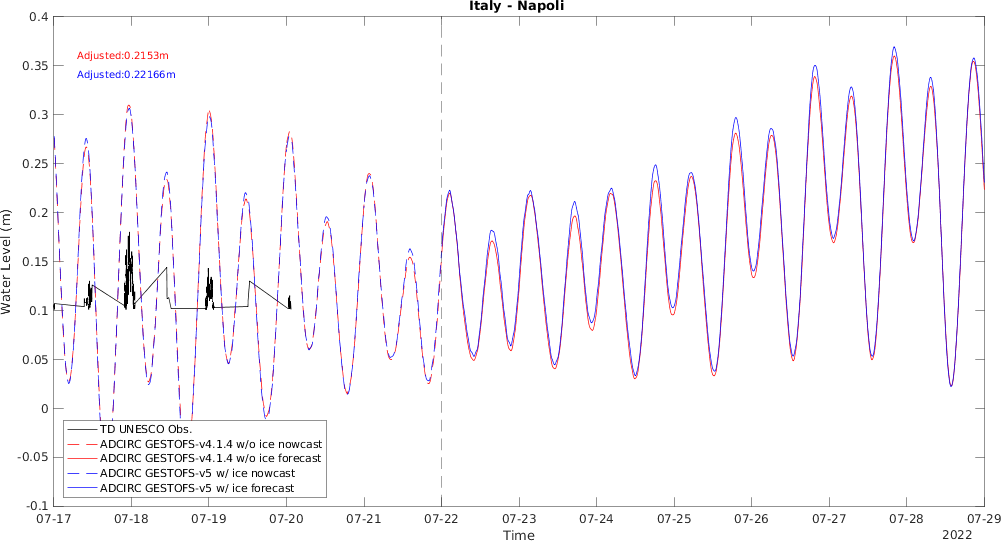 Italy - Napoli
Adjusted:0.2153m
Adjusted:0.22166m
Water Level (m)
0.4
0.35
0.3
0.25
0.2
0.15
0.1
0.05
0
-0.05
-0.1
TD UNESCO Obs.
ADCIRC GESTOFS-v4.1.4 w/o ice nowcast
ADCIRC GESTOFS-v4.1.4 w/o ice forecast
ADCIRC GESTOFS-v5 w/ ice nowcast
ADCIRC GESTOFS-v5 w/ ice forecast
07-17 07-18 07-19 07-20 07-21 07-22 07-23 07-24 07-25 07-26 07-27 07-28 07-29
Time
2022